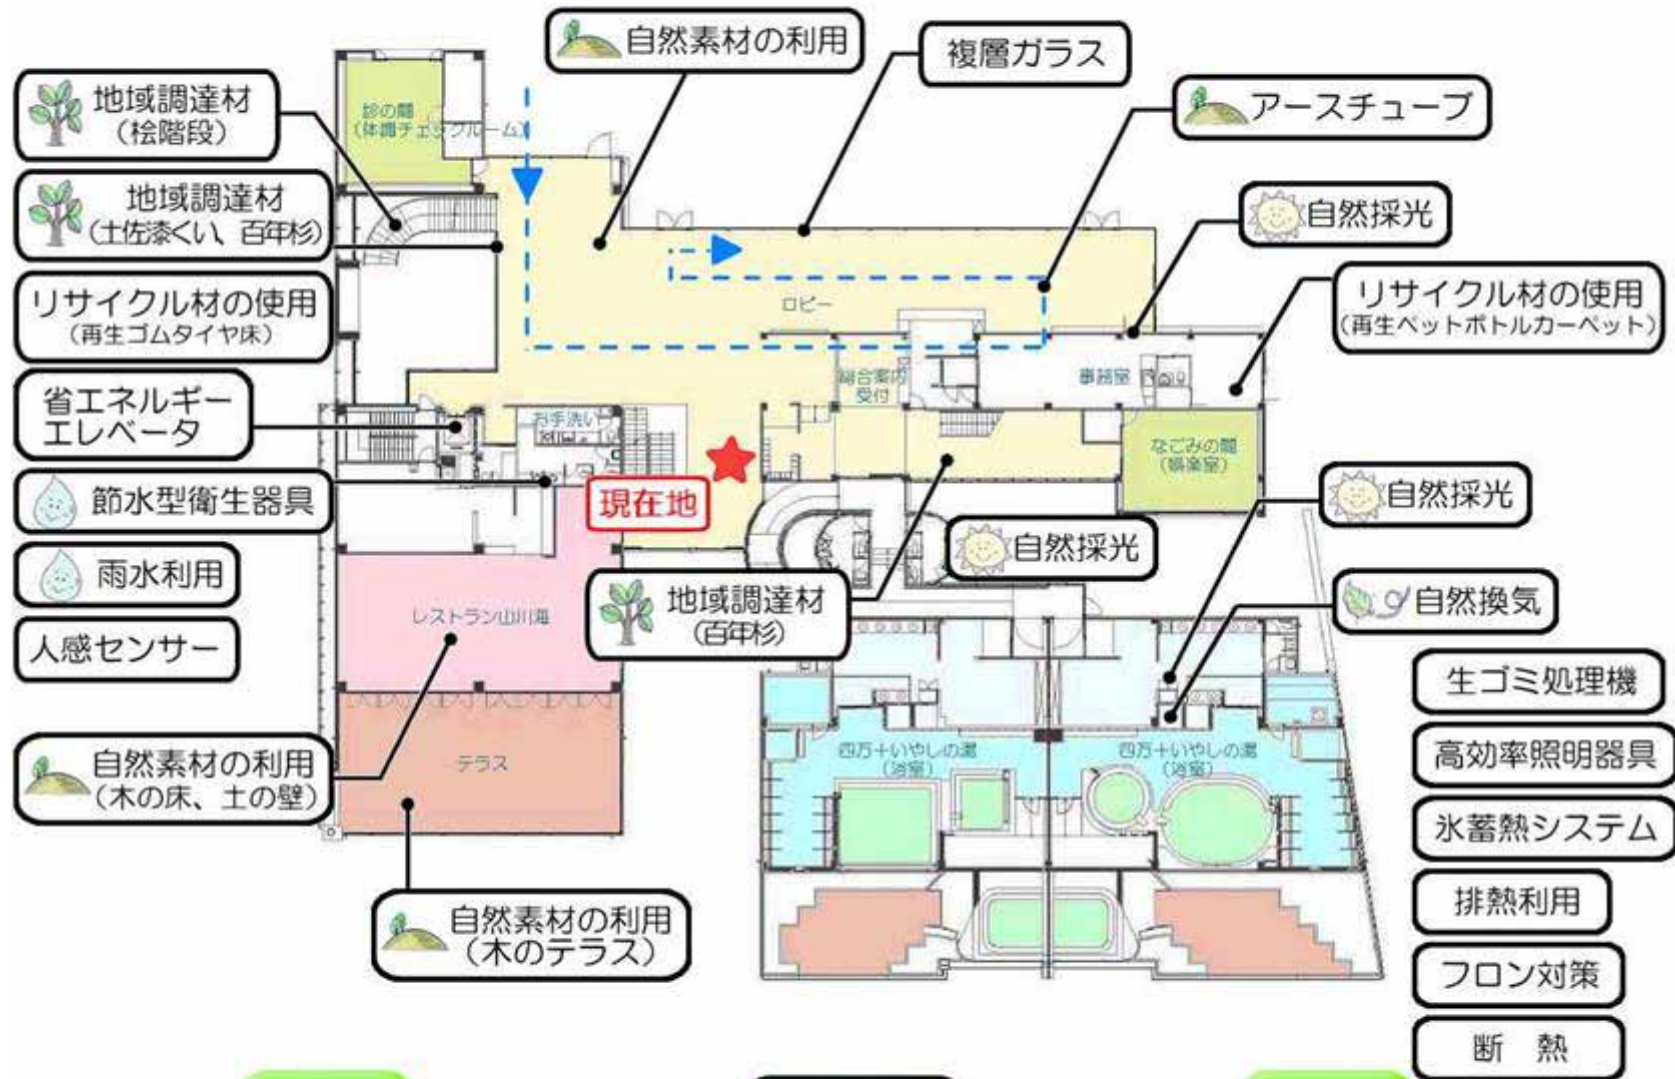 自然素材の利用
複層ガラス
地域調達材
(桧階段)
診の間
(体調チェックルーム)
アースチューブ
地域調達材
(土佐漆くい、百年杉)
自然採光
リサイクル材の使用
(再生ゴムタイヤ床)
ロビー
リサイクル材の使用
(再生ペットボトルカーペット)
省エネルギー
エレベータ
お手洗い
総合案内
受付
事務室
なごみの間
(娯楽室)
節水型衛生器具
現在地
自然採光
自然採光
雨水利用
レストラン山川海
地域調達材
(百年杉)
自然換気
人感センサー
生ゴミ処理機
自然素材の利用
(木の床、土の壁)
テラス
四万十いやしの湯
(浴室)
四万十いやしの湯
(浴室)
高効率照明器具
氷蓄熱システム
自然素材の利用
(木のテラス)
排熱利用
フロン対策
断 熱